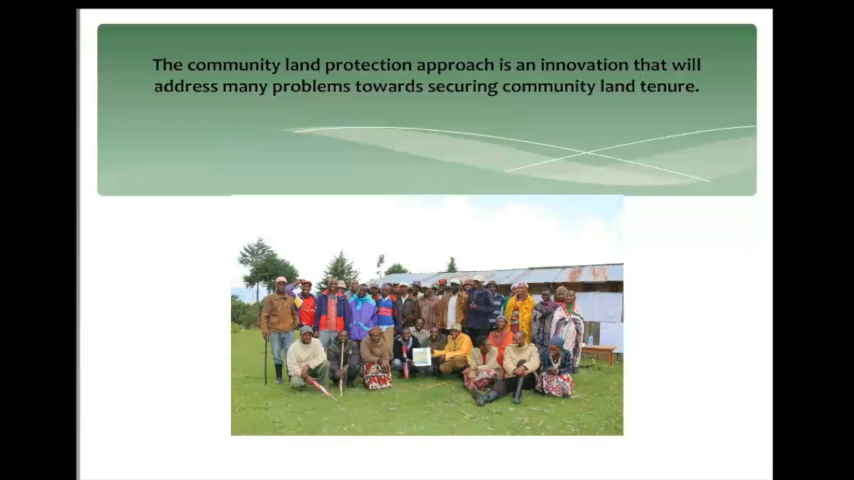 The community land protection approach is an innovation that will
address many problems towards securing community land tenure.